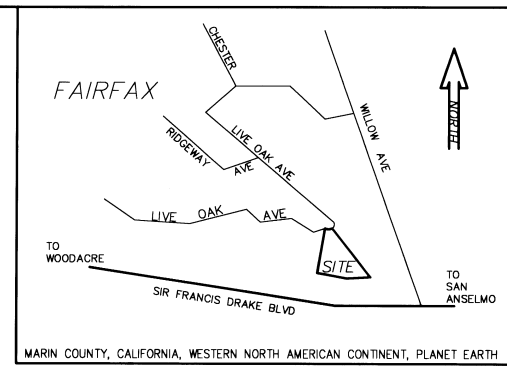 CHESTER
FAIRFAX
NORTH
WILLOW AVE
LIVE OAK AVE
RIDGEWAY
AVE
LIVE OAK AVE
SITE
TO
WOODACRE
TO
SAN
ANSELMO
SIR FRANCIS DRAKE BLVD
MARIN COUNTY, CALIFORNIA, WESTERN NORTH AMERICAN CONTINENT, PLANET EARTH